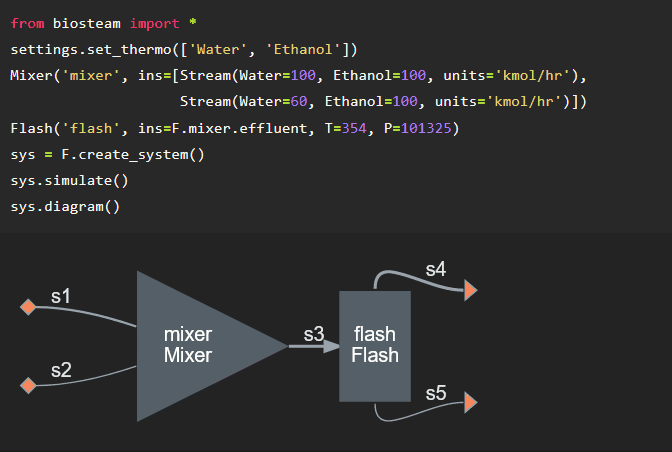 from biosteam import *
settings.set_thermo(['Water', 'Ethanol'])
Mixer('mixer', ins=[Stream(Water=100, Ethanol=100, units='kmol/hr'),
                    Stream(Water=60, Ethanol=100, units='kmol/hr')])
Flash('flash', ins=F.mixer.effluent, T=354, P=101325)
sys = F.create_system()
sys.simulate()
sys.diagram()
s1
s2
mixer
Mixer
s3
flash
Flash
s4
s5